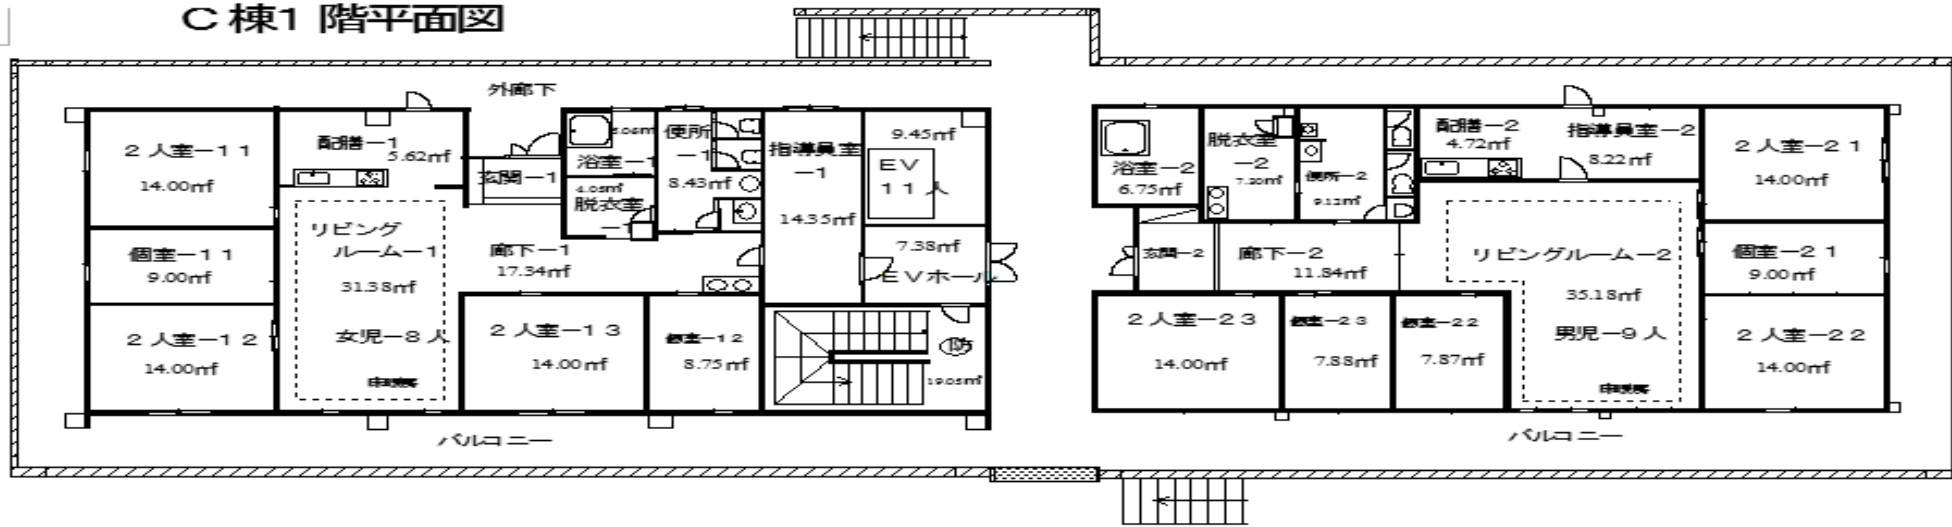 C棟1 階平面図
外廊下
2人室-11
14.00㎡
配膳-1
5.62㎡
玄関-1
浴室-1
4.05㎡
脱衣室
-1
便所
-1
8.43㎡
指導員室
-1
14.35㎡
9.45㎡
EV
11人
7.38㎡
EVホール
個室-11
9.00㎡
リビング
ルーム-1
31.38㎡
女児-8人
廊下-1
17.34㎡
2人室-12
14.00㎡
2人室-13
14.00㎡
個室-12
8.75㎡
防
19.05㎡
バルコニー
浴室-2
6.75㎡
脱衣室
-2
7.20㎡
便所-2
9.12㎡
配膳-2
4.72㎡
指導員室-2
8.22㎡
2人室-21
14.00㎡
玄関-2
廊下-2
11.84㎡
リビングルーム-2
35.18㎡
男児-9人
個室-21
9.00㎡
2人室-23
14.00㎡
個室-23
7.88㎡
個室-22
7.87㎡
2人室-22
14.00㎡
バルコニー